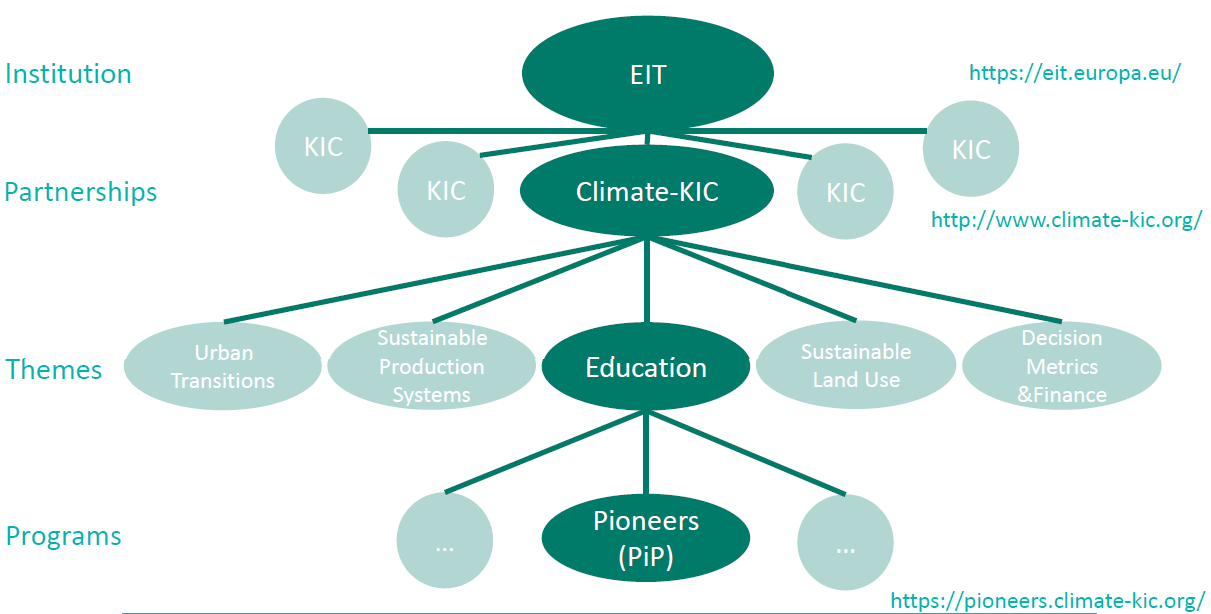 Institution
EIT
https://eit.europa.eu/
KIC
KIC
Climate-KIC
KIC
KIC
Partnerships
http://www.climate-kic.org/
Themes
Urban
Transitions
Sustainable
Production
Systems
Education
Sustainable
Land Use
Decision
Metrics
&Finance
Programs
...
Pioneers
(PiP)
...
https://pioneers.climate-kic.org/